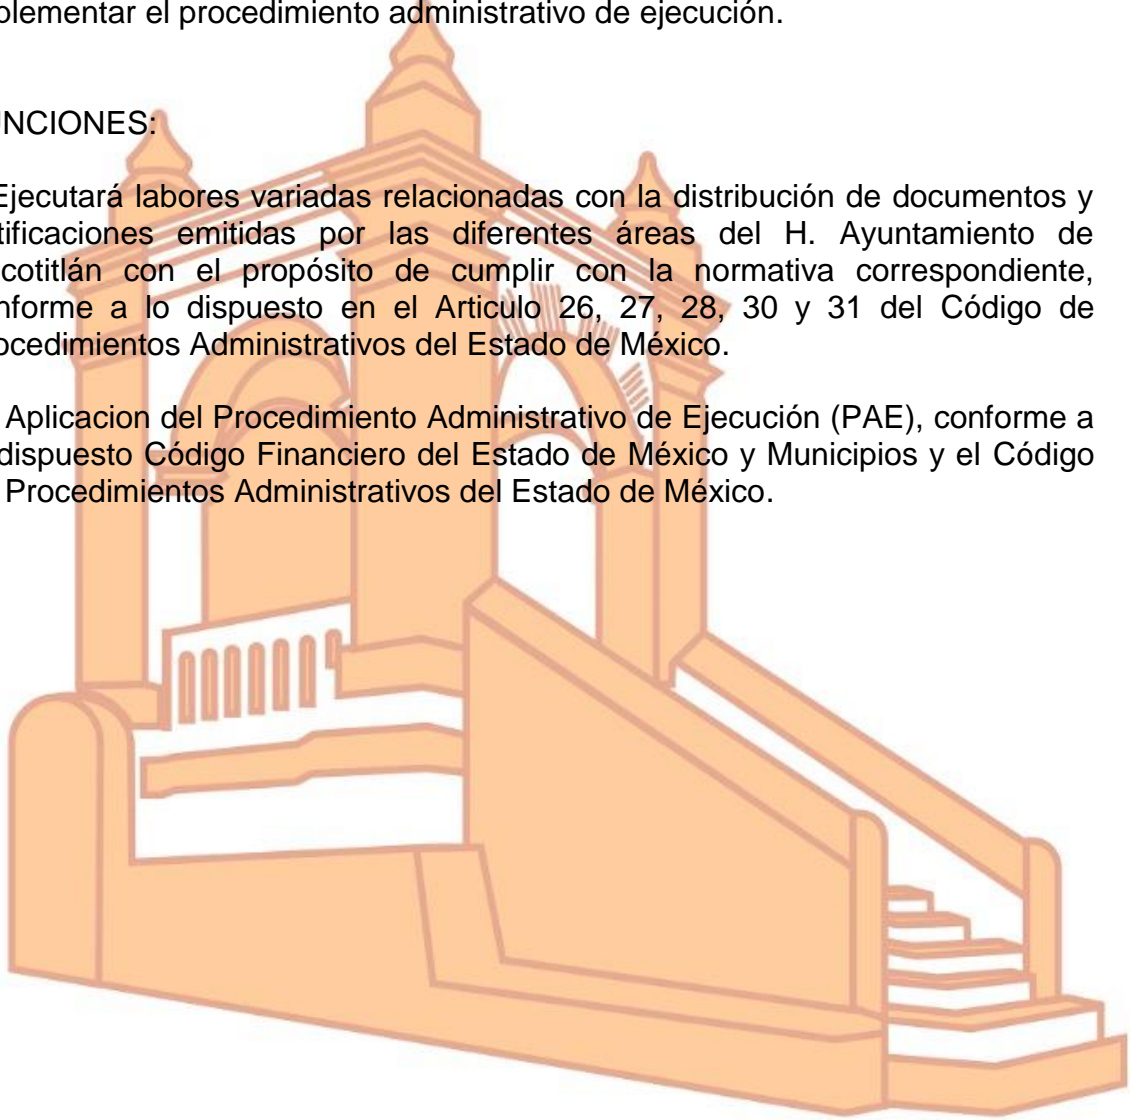 plementar el procedimiento administrativo de ejecución.
UNCIONES:
Ejecutará labores variadas relacionadas con la distribución de documentos y
tificaciones emitidas por las diferentes áreas del H. Ayuntamiento de
cotitlán con el propósito de cumplir con la normativa correspondiente,
nforme a lo dispuesto en el Articulo 26, 27, 28, 30 y 31 del Código de
ocedimientos Administrativos del Estado de México.
Aplicacion del Procedimiento Administrativo de Ejecución (PAE), conforme a
dispuesto Código Financiero del Estado de México y Municipios y el Código
Procedimientos Administrativos del Estado de México.